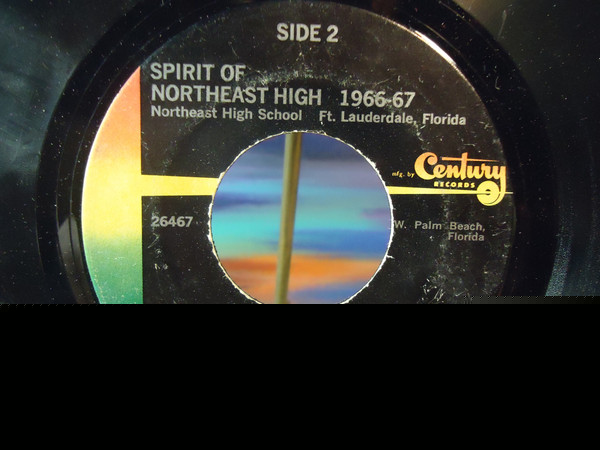 SIDE 2
SPIRIT OF
NORTHEAST HIGH 1966-67
Northeast High School Ft. Lauderdale, Florida
mfg. by Century
RECORDS
26467
W. Palm Beach,
Florida